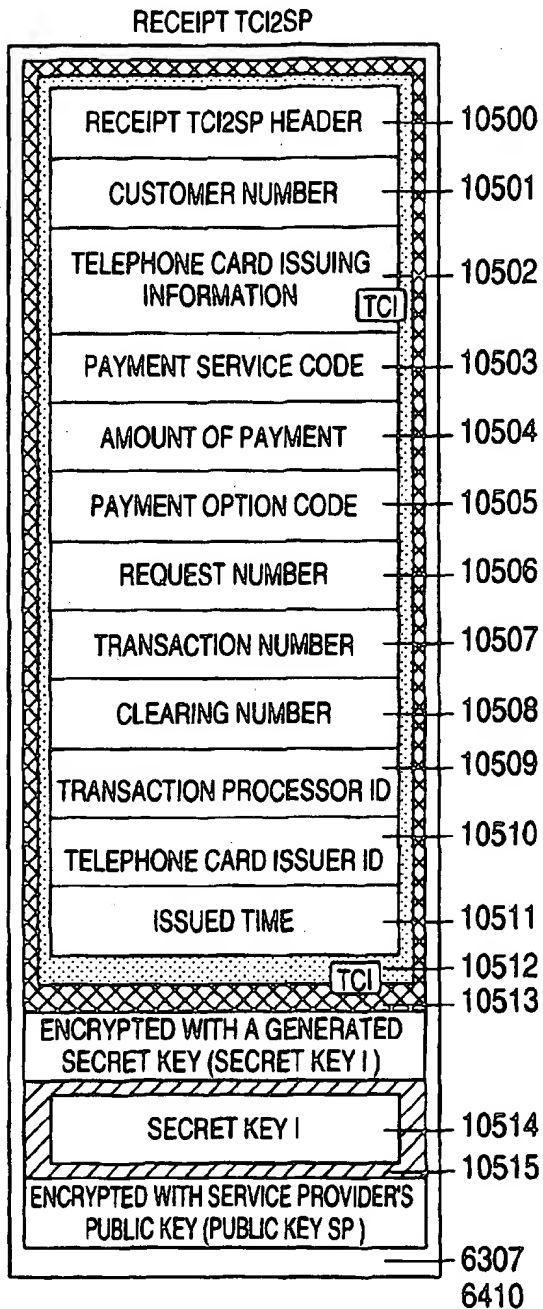 RECEIPT TCI2SP
RECEIPT TCI2SP HEADER 10500
CUSTOMER NUMBER 10501
TELEPHONE CARD ISSUING 10502
INFORMATION
TCI
PAYMENT SERVICE CODE 10503
AMOUNT OF PAYMENT 10504
PAYMENT OPTION CODE 10505
REQUEST NUMBER 10506
TRANSACTION NUMBER 10507
CLEARING NUMBER 10508
10509
TRANSACTION PROCESSOR ID
10510
TELEPHONE CARD ISSUER ID
ISSUED TIME 10511
10512
TCI
10513
ENCRYPTED WITH A GENERATED
SECRET KEY (SECRET KEY I)
SECRET KEY I 10514
10515
ENCRYPTED WITH SERVICE PROVIDER'S
PUBLIC KEY (PUBLIC KEY SP)
6307
6410